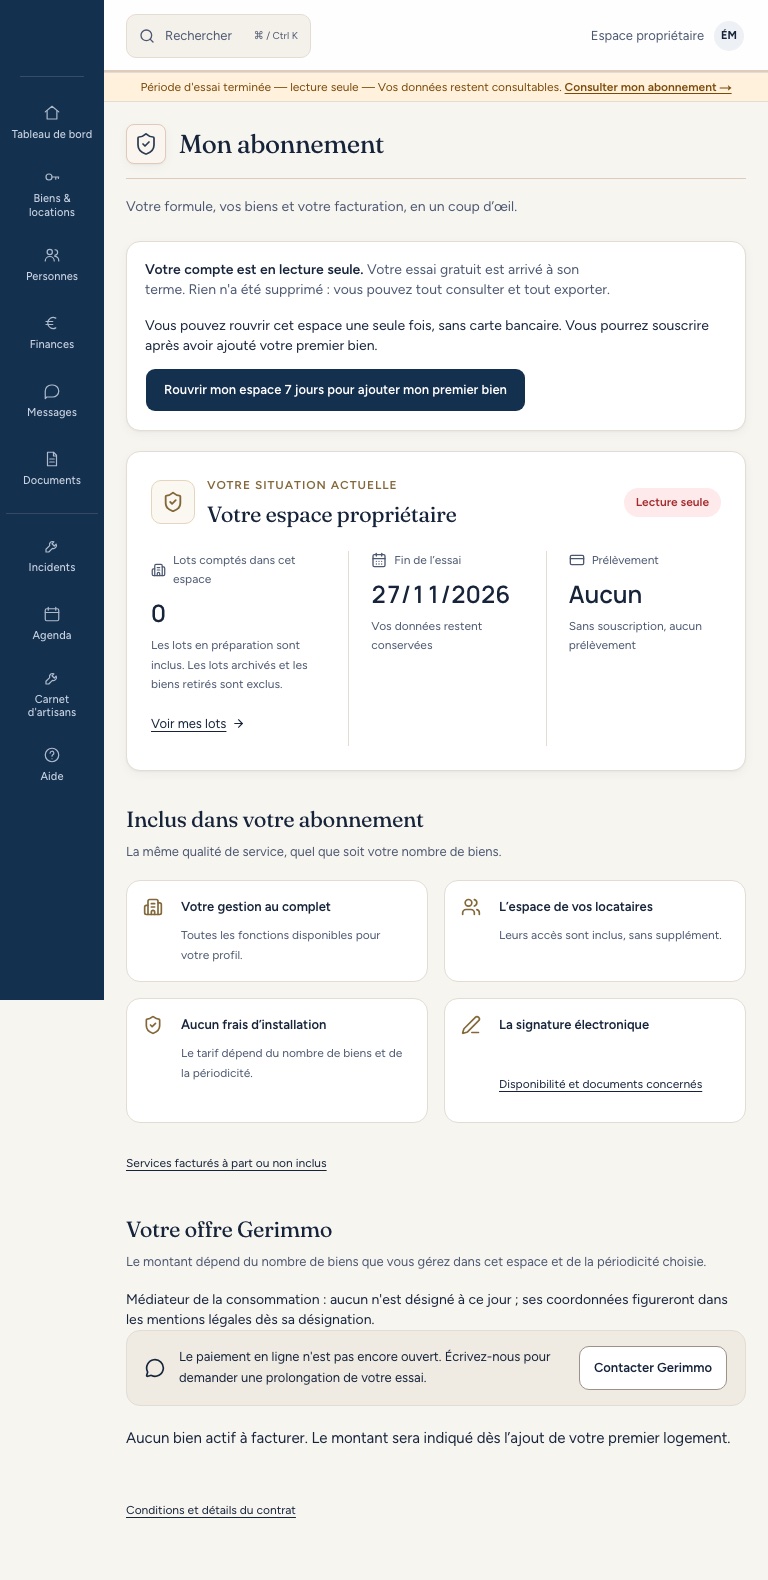 Rechercher
⌘ / Ctrl K
Espace propriétaire
ÉM
Période d'essai terminée — lecture seule — Vos données restent consultables. Consulter mon abonnement →
Tableau de bord
Biens &
locations
Personnes
Finances
Messages
Documents
Incidents
Agenda
Carnet
d'artisans
Aide
Mon abonnement
Votre formule, vos biens et votre facturation, en un coup d’œil.
Votre compte est en lecture seule. Votre essai gratuit est arrivé à son
terme. Rien n'a été supprimé : vous pouvez tout consulter et tout exporter.
Vous pouvez rouvrir cet espace une seule fois, sans carte bancaire. Vous pourrez souscrire
après avoir ajouté votre premier bien.
Rouvrir mon espace 7 jours pour ajouter mon premier bien
VOTRE SITUATION ACTUELLE
Votre espace propriétaire
Lecture seule
Lots comptés dans cet
espace
0
Les lots en préparation sont
inclus. Les lots archivés et les
biens retirés sont exclus.
Voir mes lots →
Fin de l’essai
27/11/2026
Vos données restent
conservées
Prélèvement
Aucun
Sans souscription, aucun
prélèvement
Inclus dans votre abonnement
La même qualité de service, quel que soit votre nombre de biens.
Votre gestion au complet
Toutes les fonctions disponibles pour
votre profil.
L’espace de vos locataires
Leurs accès sont inclus, sans supplément.
Aucun frais d’installation
Le tarif dépend du nombre de biens et de
la périodicité.
La signature électronique
Disponibilité et documents concernés
Services facturés à part ou non inclus
Votre offre Gerimmo
Le montant dépend du nombre de biens que vous gérez dans cet espace et de la périodicité choisie.
Médiateur de la consommation : aucun n'est désigné à ce jour ; ses coordonnées figureront dans
les mentions légales dès sa désignation.
Le paiement en ligne n'est pas encore ouvert. Écrivez-nous pour
demander une prolongation de votre essai.
Contacter Gerimmo
Aucun bien actif à facturer. Le montant sera indiqué dès l’ajout de votre premier logement.
Conditions et détails du contrat